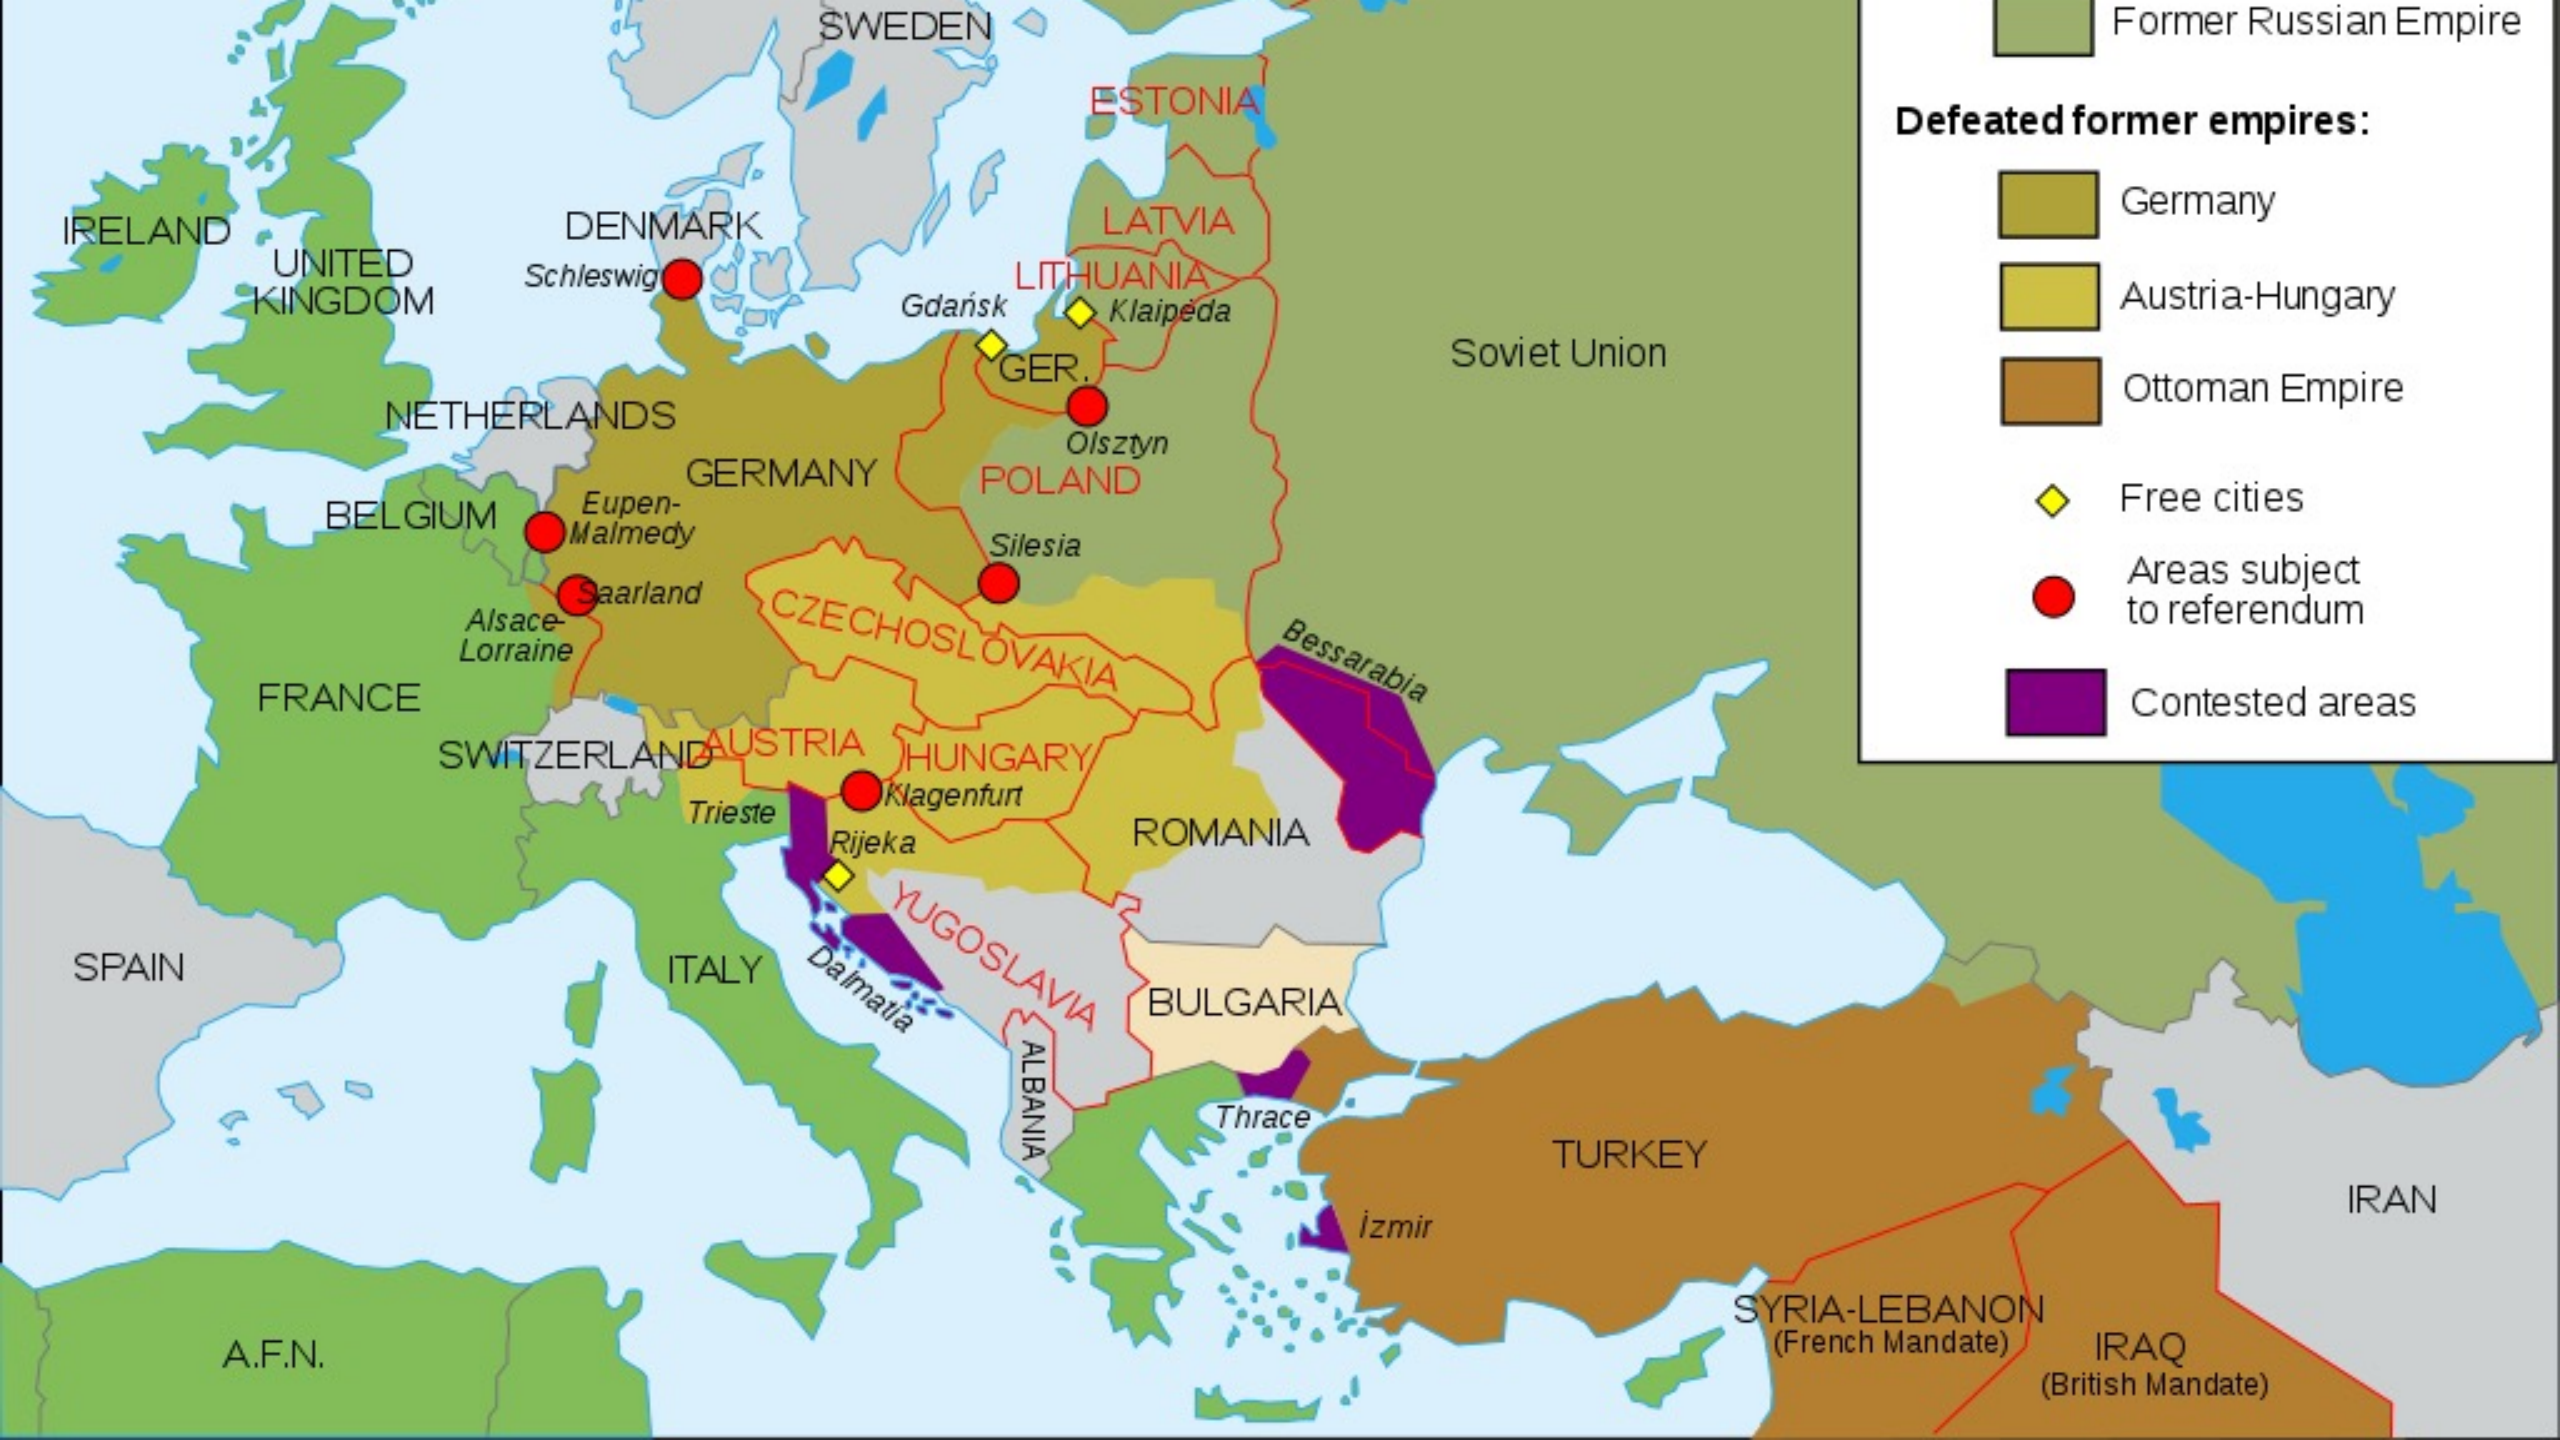 SWEDEN
Former Russian Empire
ESTONIA
Defeated former empires:
Germany
IRELAND
DENMARK
LATVIA
UNITED
KINGDOM
Schleswig
LITHUANIA
Austria-Hungary
Gdańsk
Klaipėda
GER.
Soviet Union
Ottoman Empire
NETHERLANDS
Olsztyn
GERMANY
POLAND
Free cities
BELGIUM
Eupen-
Malmedy
Silesia
Areas subject
to referendum
Saarland
Alsace-
Lorraine
CZECHOSLOVAKIA
Bessarabia
FRANCE
Contested areas
SWITZERLAND
AUSTRIA
HUNGARY
Klagenfurt
Trieste
Rijeka
ROMANIA
YUGOSLAVIA
SPAIN
ITALY
Dalmatia
BULGARIA
ALBANIA
Thrace
TURKEY
İzmir
IRAN
SYRIA-LEBANON
(French Mandate)
IRAQ
(British Mandate)
A.F.N.